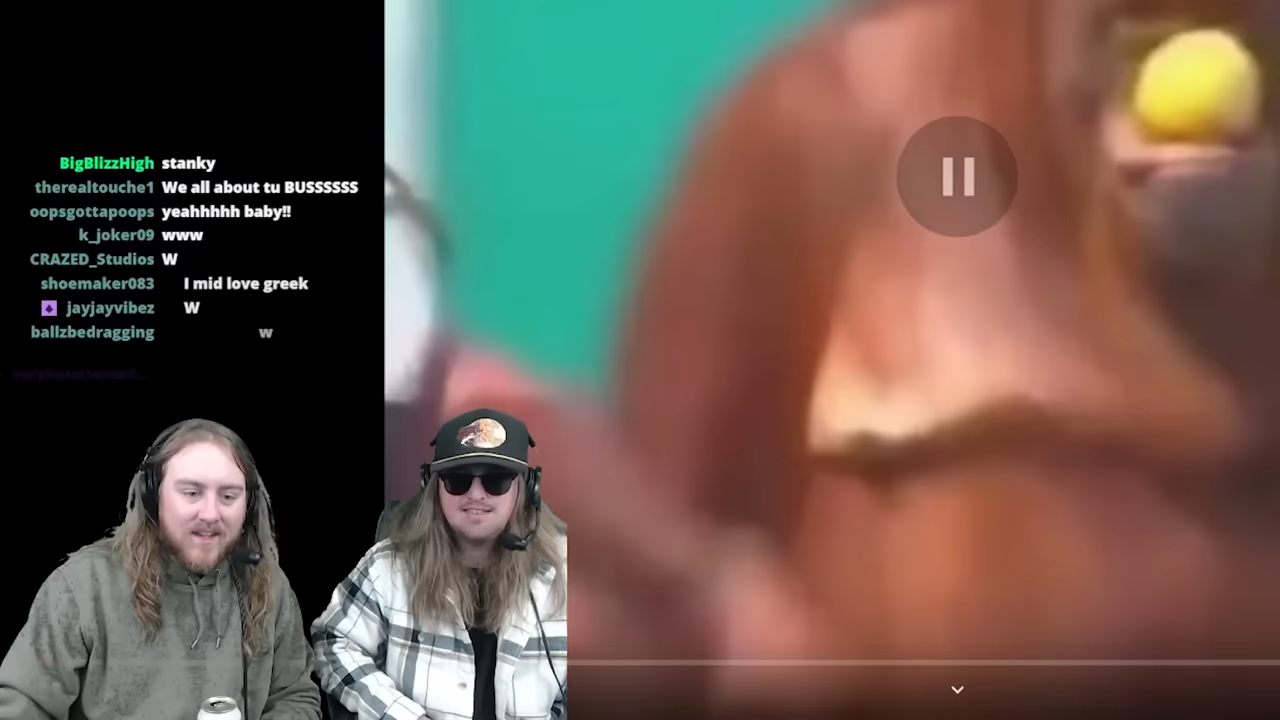 BigBlizzHigh stanky
therealtouche1 We all about tu BUSSSSSS
oopsgottapoops yeahhhhh baby!!
k_joker09 www
CRAZED_Studios W
shoemaker083 I mid love greek
jayjayvibez W
ballzbedragging w